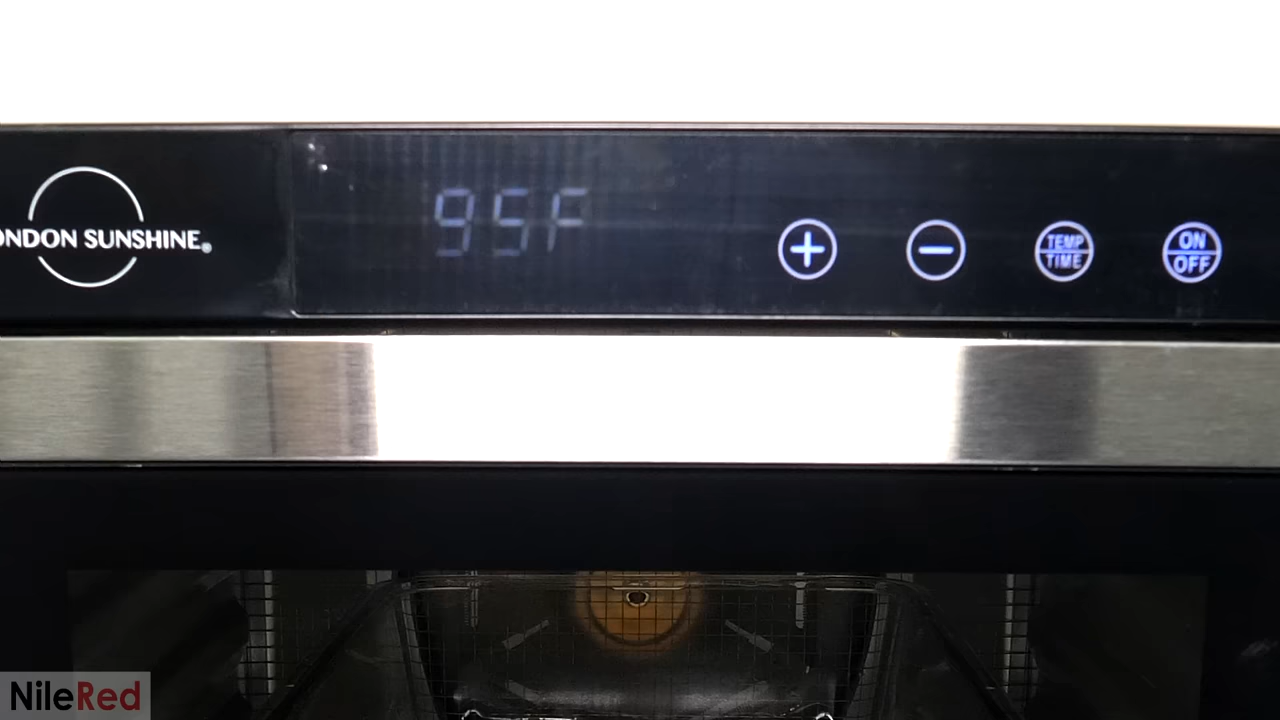 ONDON SUNSHINE®
95F
+
−
TEMP
TIME
ON
OFF
NileRed